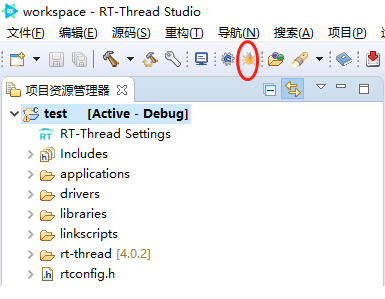 workspace - RT-Thread Studio
文件(F) 编辑(E) 源码(S) 重构(T) 导航(N) 搜索(A) 项目(P)
项目资源管理器
test [Active - Debug]
RT RT-Thread Settings
Includes
applications
drivers
libraries
linkscripts
rt-thread [4.0.2]
.h rtconfig.h